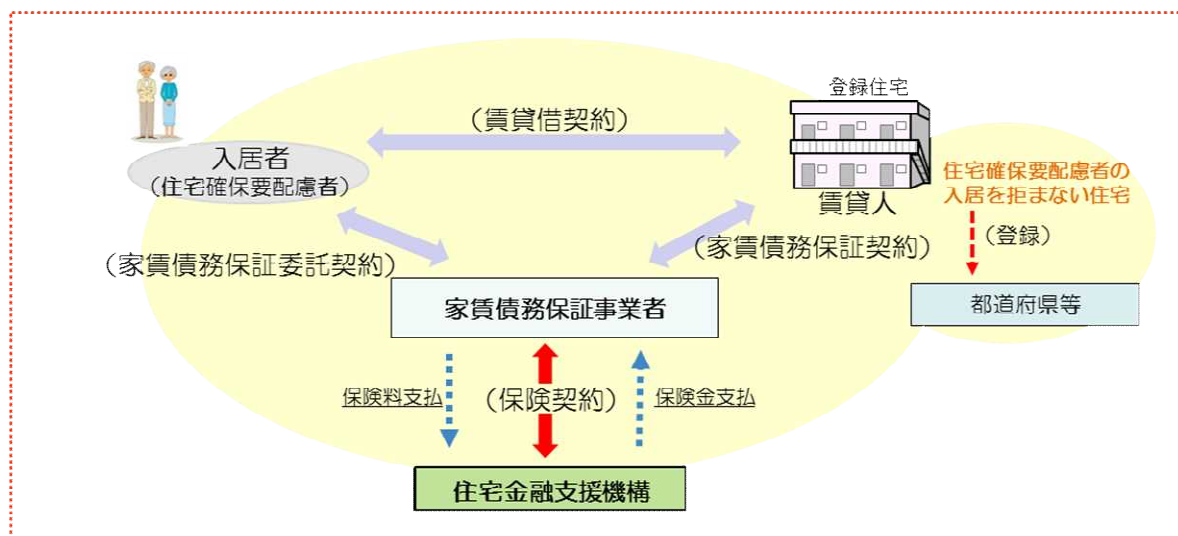 登録住宅
(賃貸借契約)
入居者
(住宅確保要配慮者)
賃貸人
住宅確保要配慮者の
入居を拒まない住宅
(登録)
(家賃債務保証委託契約)
(家賃債務保証契約)
家賃債務保証事業者
都道府県等
保険料支払
(保険契約)
保険金支払
住宅金融支援機構